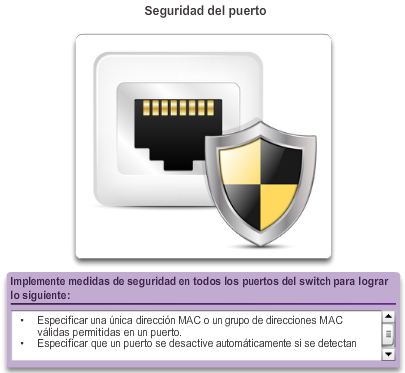 Seguridad del puerto
Implemente medidas de seguridad en todos los puertos del switch para lograr
lo siguiente:
• Especificar una única dirección MAC o un grupo de direcciones MAC
válidas permitidas en un puerto.
• Especificar que un puerto se desactive automáticamente si se detectan